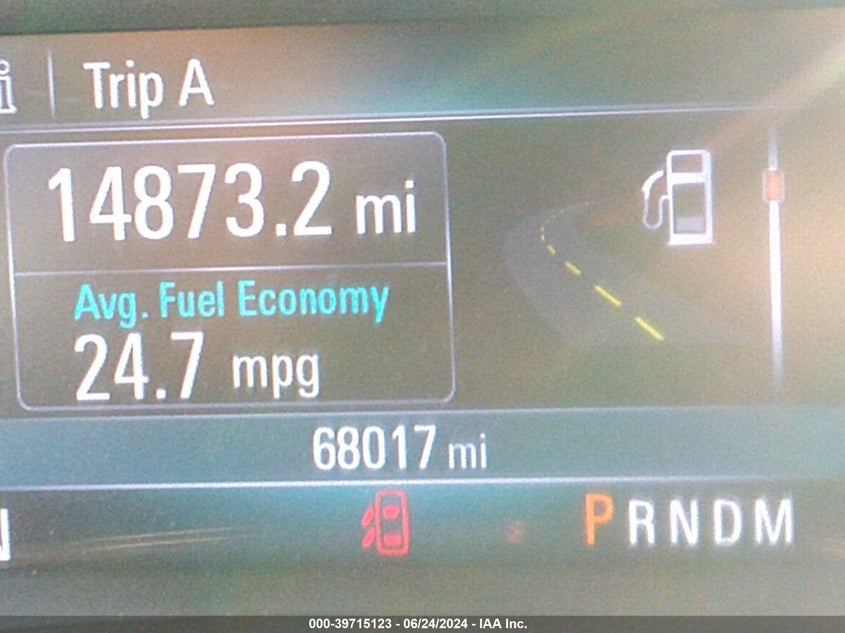 i Trip A
14873.2 mi
Avg. Fuel Economy
24.7 mpg
68017 mi
N PRNDM
000-39715123 - 06/24/2024 - IAA Inc.